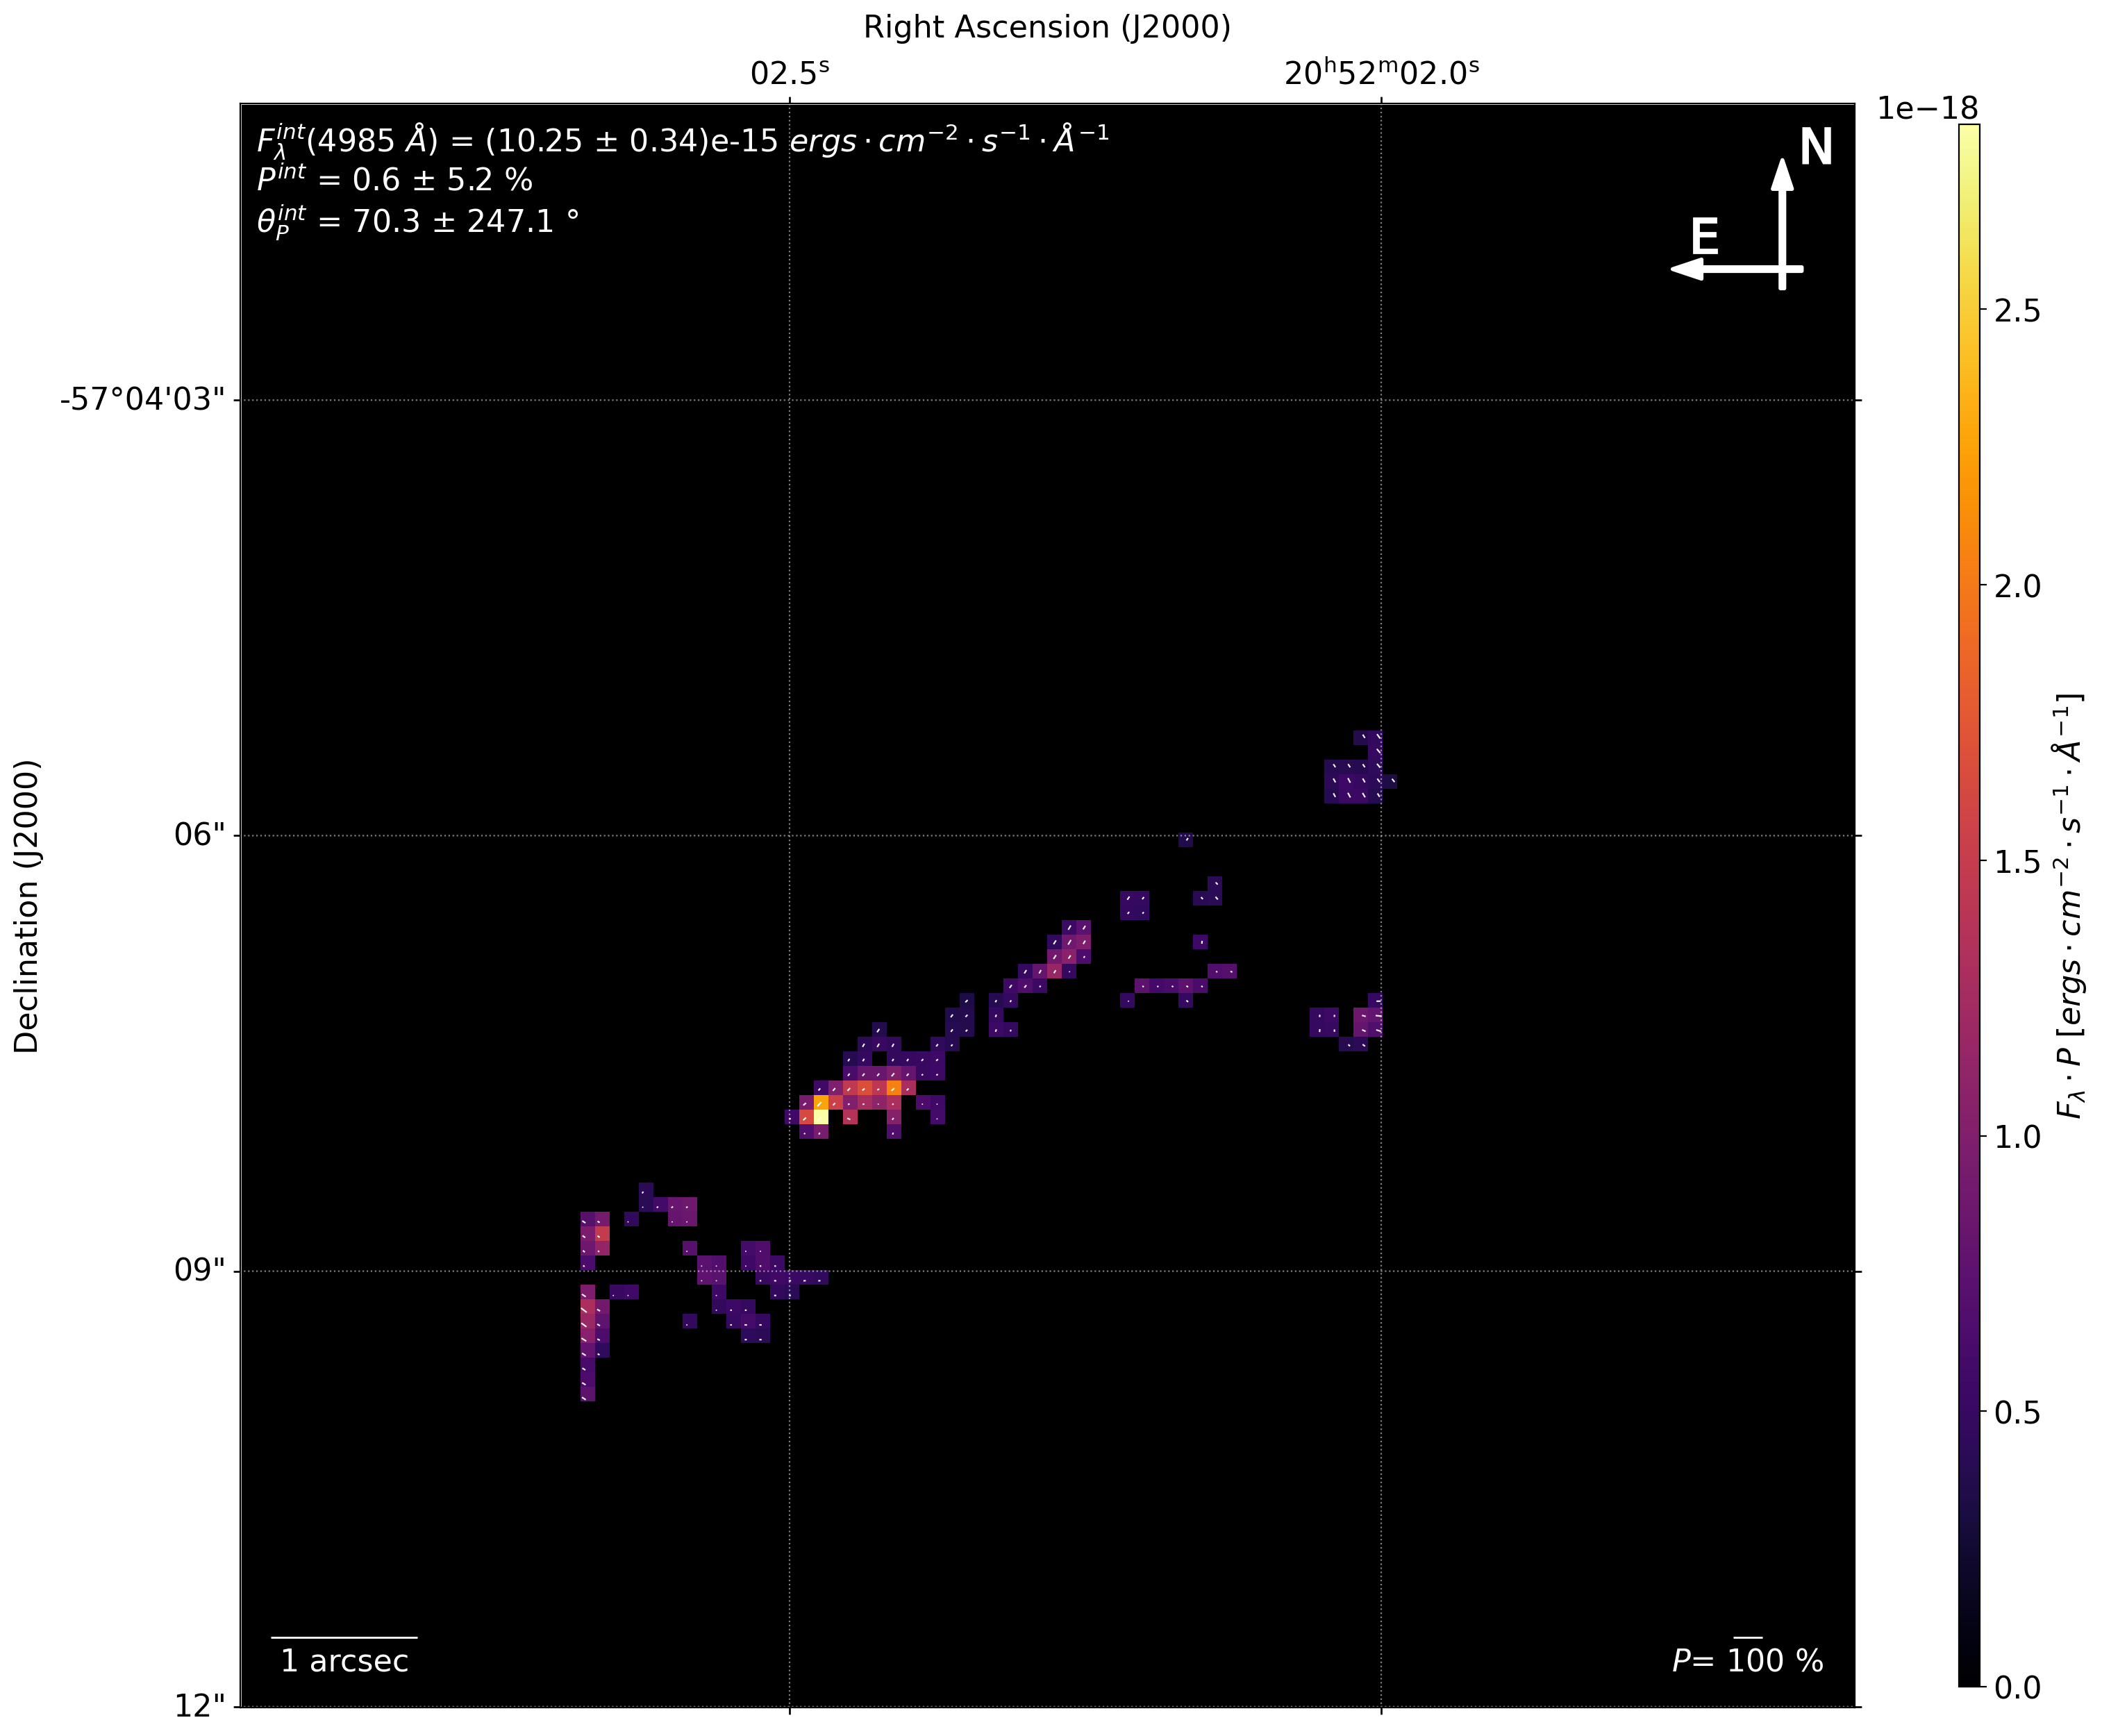 Right Ascension (J2000)
02.5ˢ 20ʰ52ᵐ02.0ˢ
1e−18
F_λ^int(4985 Å) = (10.25 ± 0.34)e-15 ergs · cm⁻² · s⁻¹ · Å⁻¹
P^int = 0.6 ± 5.2 %
θ_P^int = 70.3 ± 247.1 °
N
E
-57°04'03"
06"
09"
12"
Declination (J2000)
2.5
2.0
1.5
1.0
0.5
0.0
F_λ · P [ergs · cm⁻² · s⁻¹ · Å⁻¹]
1 arcsec
P= 100 %